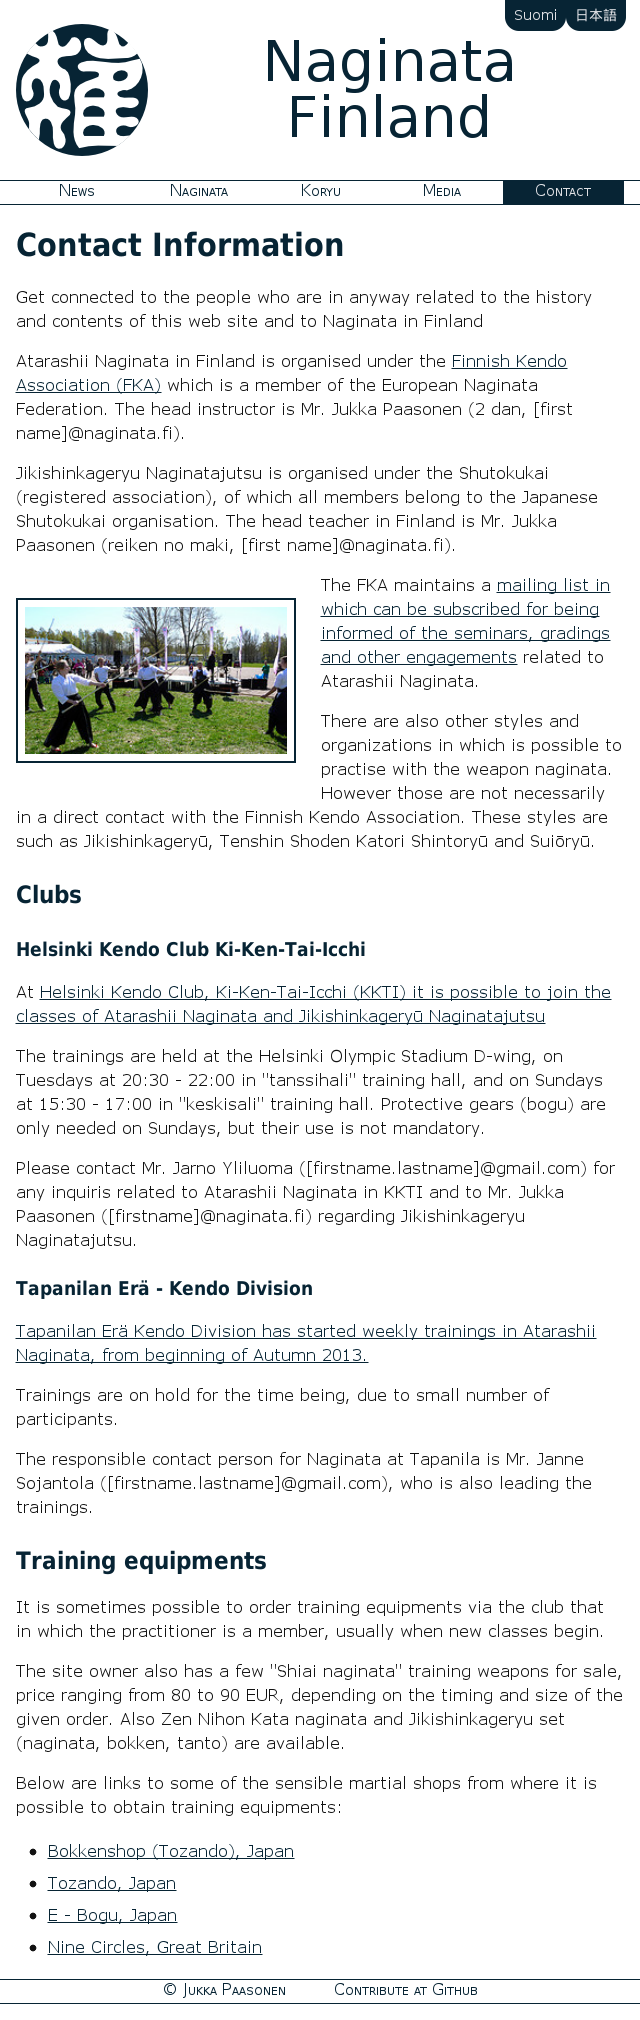 Suomi 日本語
Naginata
Finland
News Naginata Koryu Media Contact
Contact Information
Get connected to the people who are in anyway related to the history
and contents of this web site and to Naginata in Finland
Atarashii Naginata in Finland is organised under the Finnish Kendo
Association (FKA) which is a member of the European Naginata
Federation. The head instructor is Mr. Jukka Paasonen (2 dan, [first
name]@naginata.fi).
Jikishinkageryu Naginatajutsu is organised under the Shutokukai
(registered association), of which all members belong to the Japanese
Shutokukai organisation. The head teacher in Finland is Mr. Jukka
Paasonen (reiken no maki, [first name]@naginata.fi).
The FKA maintains a mailing list in
which can be subscribed for being
informed of the seminars, gradings
and other engagements related to
Atarashii Naginata.
There are also other styles and
organizations in which is possible to
practise with the weapon naginata.
However those are not necessarily
in a direct contact with the Finnish Kendo Association. These styles are
such as Jikishinkageryū, Tenshin Shoden Katori Shintoryū and Suiōryū.
Clubs
Helsinki Kendo Club Ki-Ken-Tai-Icchi
At Helsinki Kendo Club, Ki-Ken-Tai-Icchi (KKTI) it is possible to join the
classes of Atarashii Naginata and Jikishinkageryū Naginatajutsu
The trainings are held at the Helsinki Olympic Stadium D-wing, on
Tuesdays at 20:30 - 22:00 in "tanssihali" training hall, and on Sundays
at 15:30 - 17:00 in "keskisali" training hall. Protective gears (bogu) are
only needed on Sundays, but their use is not mandatory.
Please contact Mr. Jarno Yliluoma ([firstname.lastname]@gmail.com) for
any inquiris related to Atarashii Naginata in KKTI and to Mr. Jukka
Paasonen ([firstname]@naginata.fi) regarding Jikishinkageryu
Naginatajutsu.
Tapanilan Erä - Kendo Division
Tapanilan Erä Kendo Division has started weekly trainings in Atarashii
Naginata, from beginning of Autumn 2013.
Trainings are on hold for the time being, due to small number of
participants.
The responsible contact person for Naginata at Tapanila is Mr. Janne
Sojantola ([firstname.lastname]@gmail.com), who is also leading the
trainings.
Training equipments
It is sometimes possible to order training equipments via the club that
in which the practitioner is a member, usually when new classes begin.
The site owner also has a few "Shiai naginata" training weapons for sale,
price ranging from 80 to 90 EUR, depending on the timing and size of the
given order. Also Zen Nihon Kata naginata and Jikishinkageryu set
(naginata, bokken, tanto) are available.
Below are links to some of the sensible martial shops from where it is
possible to obtain training equipments:
• Bokkenshop (Tozando), Japan
• Tozando, Japan
• E - Bogu, Japan
• Nine Circles, Great Britain
© Jukka Paasonen Contribute at Github